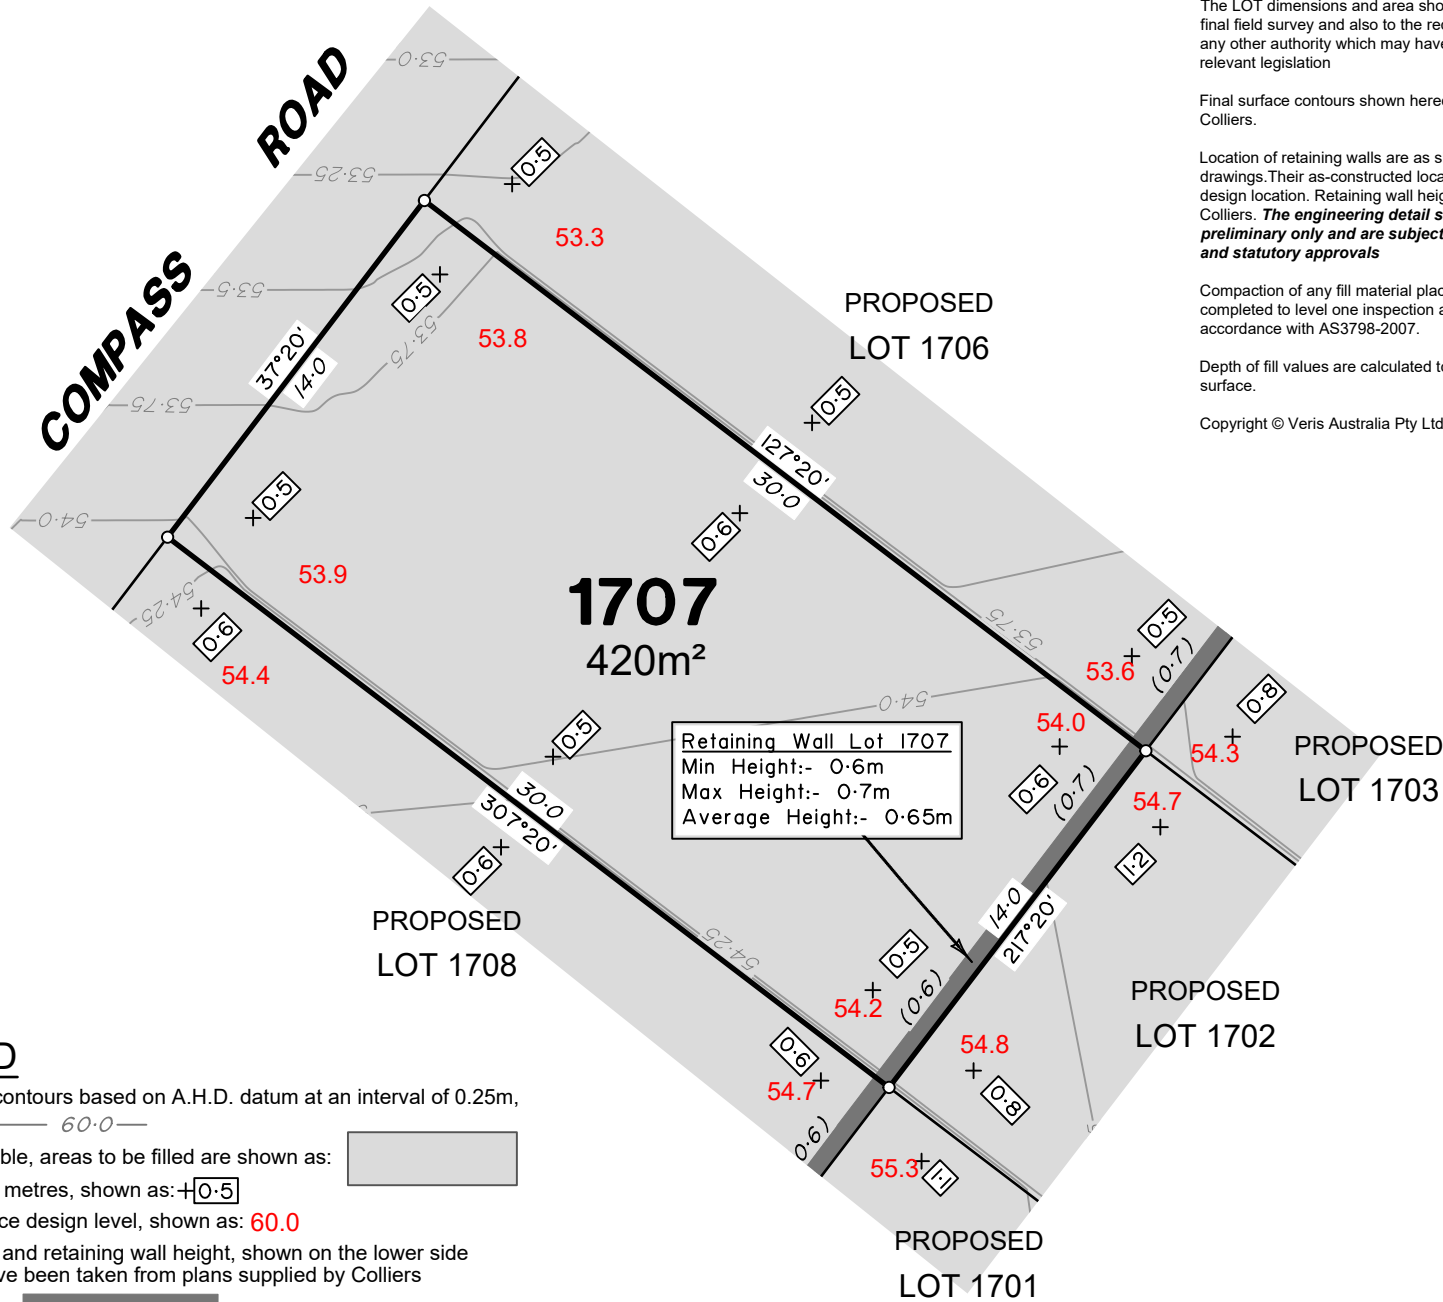 The LOT dimensions and area sho
final field survey and also to the re
any other authority which may have
relevant legislation
Final surface contours shown here
Colliers.
Location of retaining walls are as s
drawings.Their as-constructed loca
design location. Retaining wall heig
Colliers. The engineering detail s
preliminary only and are subject
and statutory approvals
Compaction of any fill material plac
completed to level one inspection a
accordance with AS3798-2007.
Depth of fill values are calculated to
surface.
Copyright © Veris Australia Pty Ltd
COMPASS ROAD
53·0
53·25
53·5
53·75
54·0
54·25
53·75
0·5
53.3
0·5
53.8
37°20'
14·0
PROPOSED
LOT 1706
0·5
127°20'
30·0
0·5
53.9
0·6
1707
420m²
0·6
54.4
53·75
0·5
53.6
(0·7)
0·8
54.3
PROPOSED
LOT 1703
54·0
54.0
0·6
(0·7)
54.7
1·2
0·5
Retaining Wall Lot 1707
Min Height:- 0·6m
Max Height:- 0·7m
Average Height:- 0·65m
30·0
307°20'
0·6
PROPOSED
LOT 1708
14·0
217°20'
54·25
0·5
54.2
(0·6)
PROPOSED
LOT 1702
0·6
54.7
54.8
0·8
0·6)
55.3
1·1
PROPOSED
LOT 1701
D
contours based on A.H.D. datum at an interval of 0.25m,
60·0
ble, areas to be filled are shown as:
metres, shown as: + 0·5
ce design level, shown as: 60.0
and retaining wall height, shown on the lower side
ve been taken from plans supplied by Colliers